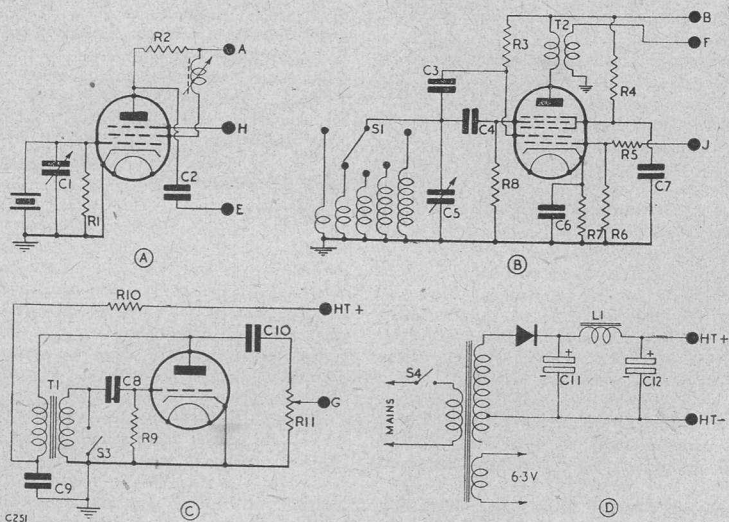 R2
A
H
C1
R1
C2
E
A
B
F
T2
R3
R4
C3
S1
C4
J
R5
C7
R8
C5
C6
R7
R6
B
R10
HT+
C10
T1
C8
G
R11
S3
R9
C9
C
L1
HT+
S4
C11
C12
MAINS
HT-
6·3V
D
C251